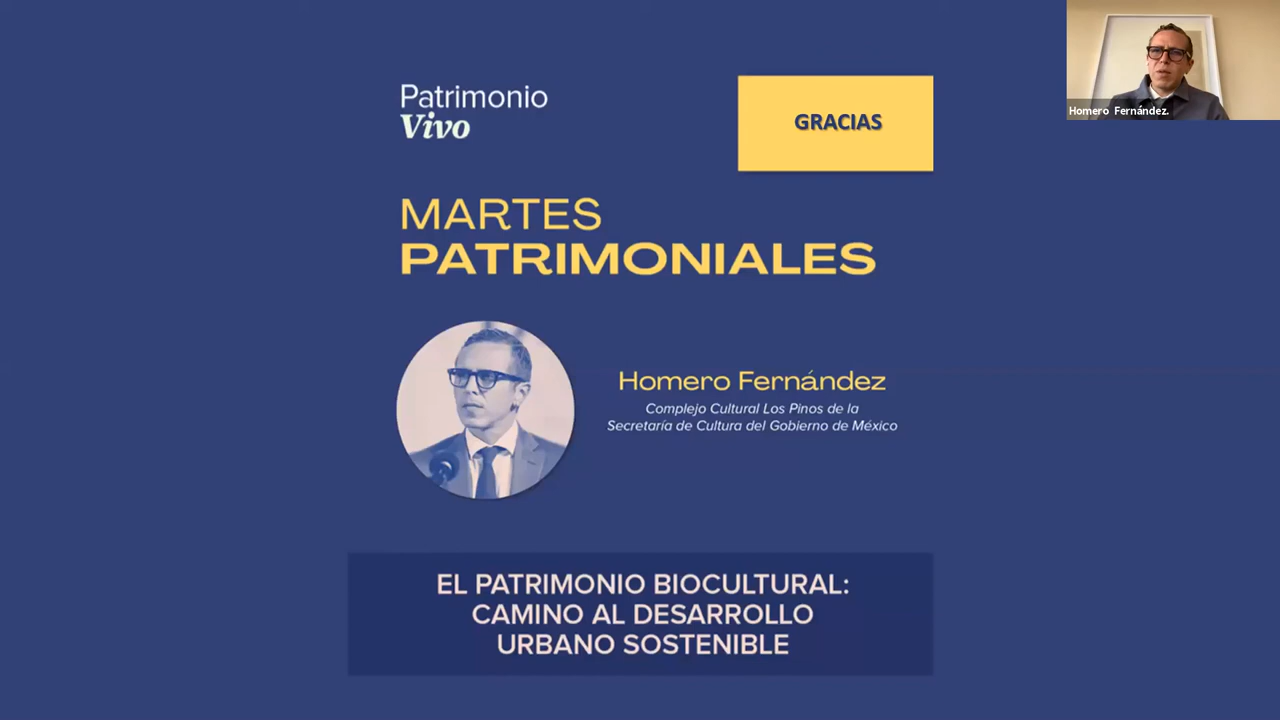 Patrimonio
Vivo
GRACIAS
Homero Fernández.
MARTES
PATRIMONIALES
Homero Fernández
Complejo Cultural Los Pinos de la
Secretaría de Cultura del Gobierno de México
EL PATRIMONIO BIOCULTURAL:
CAMINO AL DESARROLLO
URBANO SOSTENIBLE